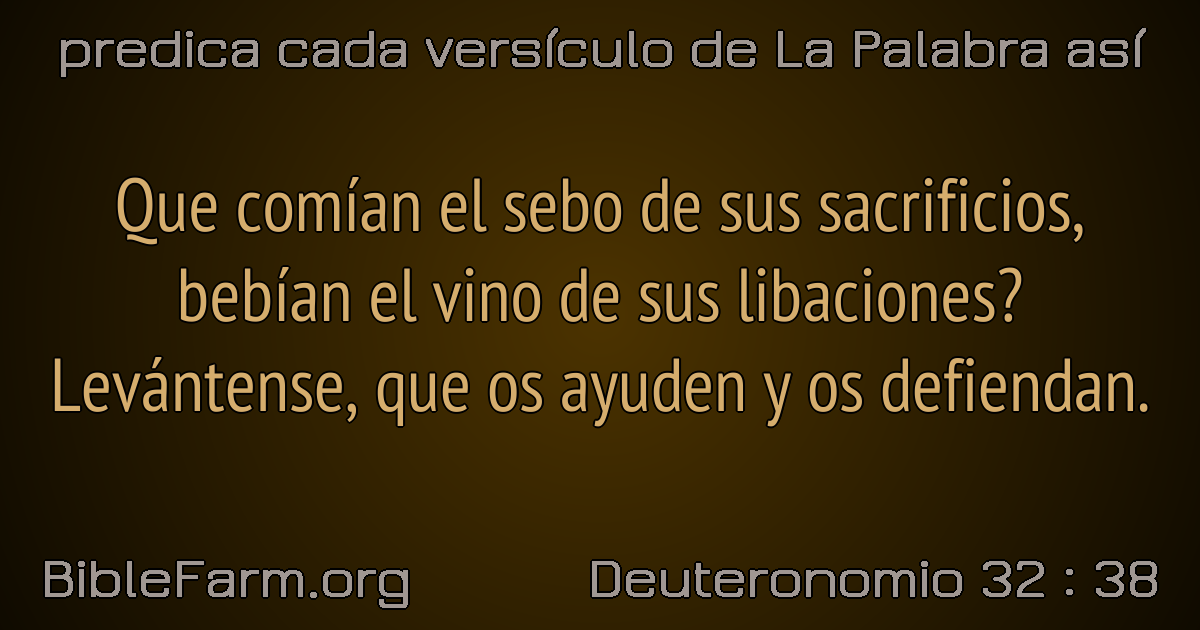 predica cada versículo de La Palabra así
Que comían el sebo de sus sacrificios,
bebían el vino de sus libaciones?
Levántense, que os ayuden y os defiendan.
BibleFarm.org
Deuteronomio 32 : 38